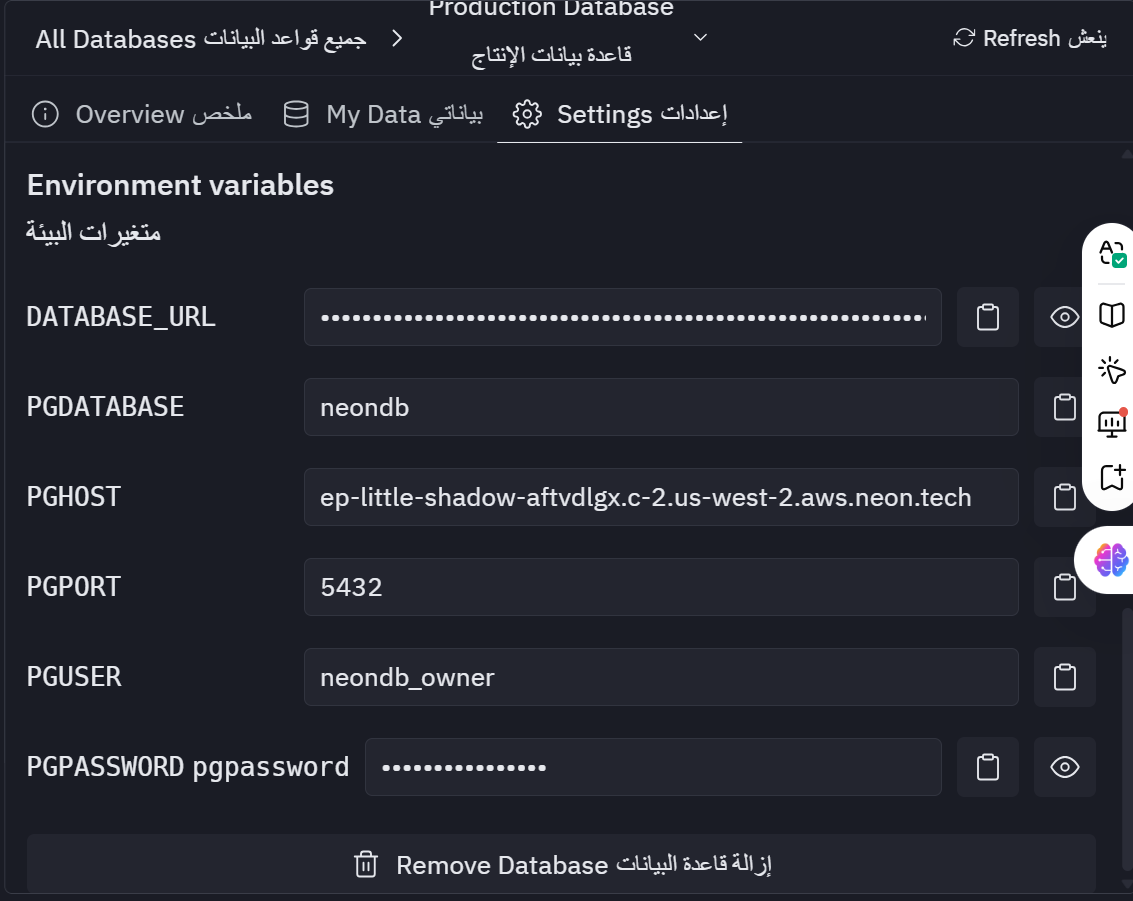 Production Database
All Databases جميع قواعد البيانات
قاعدة بيانات الإنتاج
Refresh ينعش
Overview ملخص
My Data بياناتي
Settings إعدادات
Environment variables
متغيرات البيئة
DATABASE_URL
PGDATABASE
neondb
PGHOST
ep-little-shadow-aftvdlgx.c-2.us-west-2.aws.neon.tech
PGPORT
5432
PGUSER
neondb_owner
PGPASSWORD pgpassword
Remove Database إزالة قاعدة البيانات